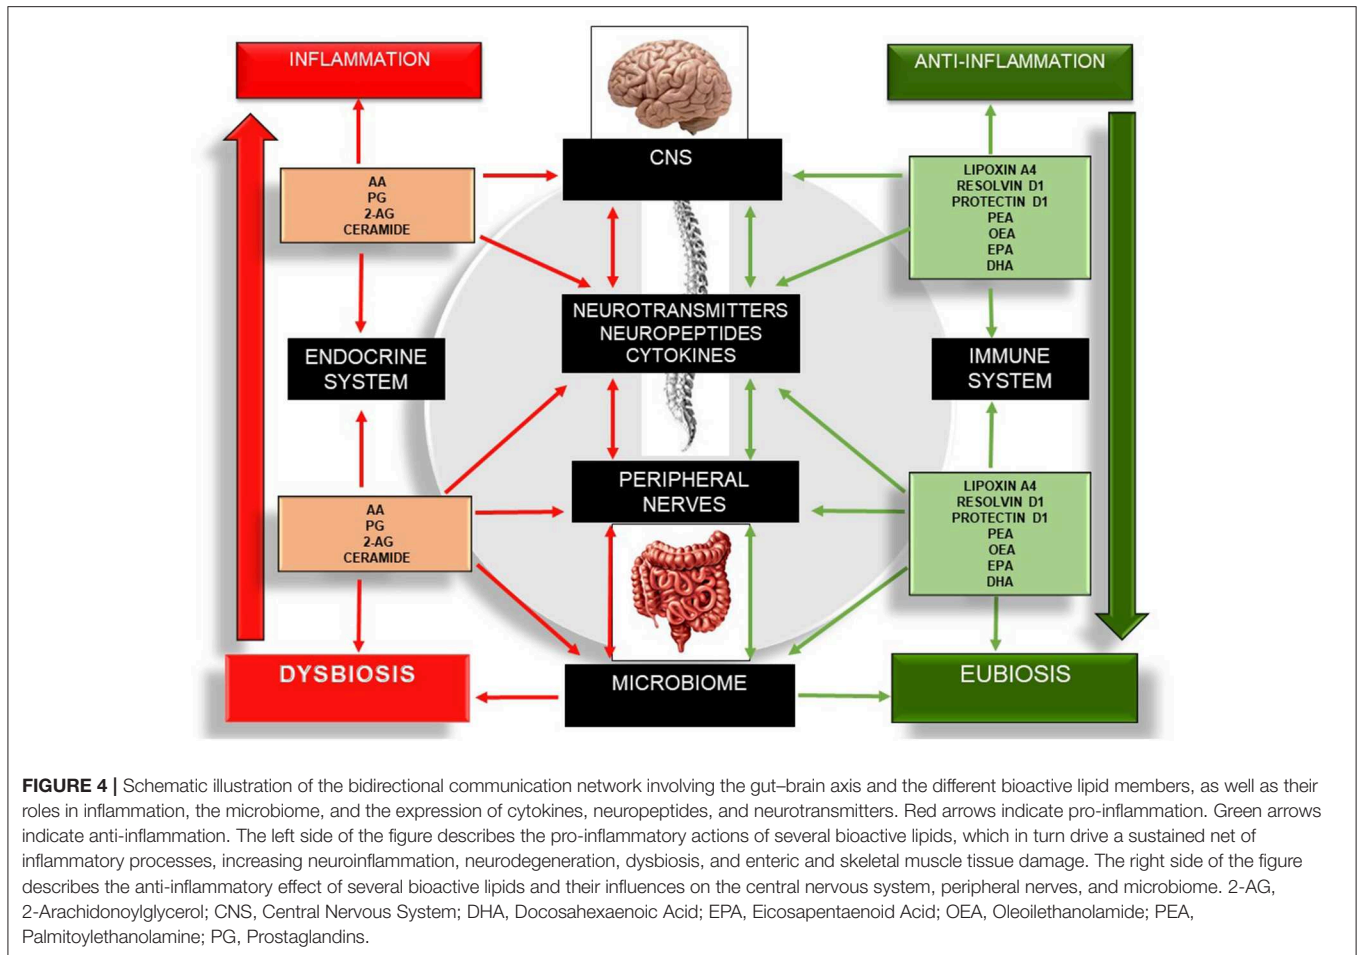 INFLAMMATION
ANTI-INFLAMMATION
CNS
AA
PG
2-AG
CERAMIDE
LIPOXIN A4
RESOLVIN D1
PROTECTIN D1
PEA
OEA
EPA
DHA
NEUROTRANSMITTERS
NEUROPEPTIDES
CYTOKINES
ENDOCRINE
SYSTEM
IMMUNE
SYSTEM
PERIPHERAL
NERVES
AA
PG
2-AG
CERAMIDE
LIPOXIN A4
RESOLVIN D1
PROTECTIN D1
PEA
OEA
EPA
DHA
DYSBIOSIS
MICROBIOME
EUBIOSIS
FIGURE 4 | Schematic illustration of the bidirectional communication network involving the gut–brain axis and the different bioactive lipid members, as well as their
roles in inflammation, the microbiome, and the expression of cytokines, neuropeptides, and neurotransmitters. Red arrows indicate pro-inflammation. Green arrows
indicate anti-inflammation. The left side of the figure describes the pro-inflammatory actions of several bioactive lipids, which in turn drive a sustained net of
inflammatory processes, increasing neuroinflammation, neurodegeneration, dysbiosis, and enteric and skeletal muscle tissue damage. The right side of the figure
describes the anti-inflammatory effect of several bioactive lipids and their influences on the central nervous system, peripheral nerves, and microbiome. 2-AG,
2-Arachidonoylglycerol; CNS, Central Nervous System; DHA, Docosahexaenoic Acid; EPA, Eicosapentaenoid Acid; OEA, Oleoilethanolamide; PEA,
Palmitoylethanolamine; PG, Prostaglandins.